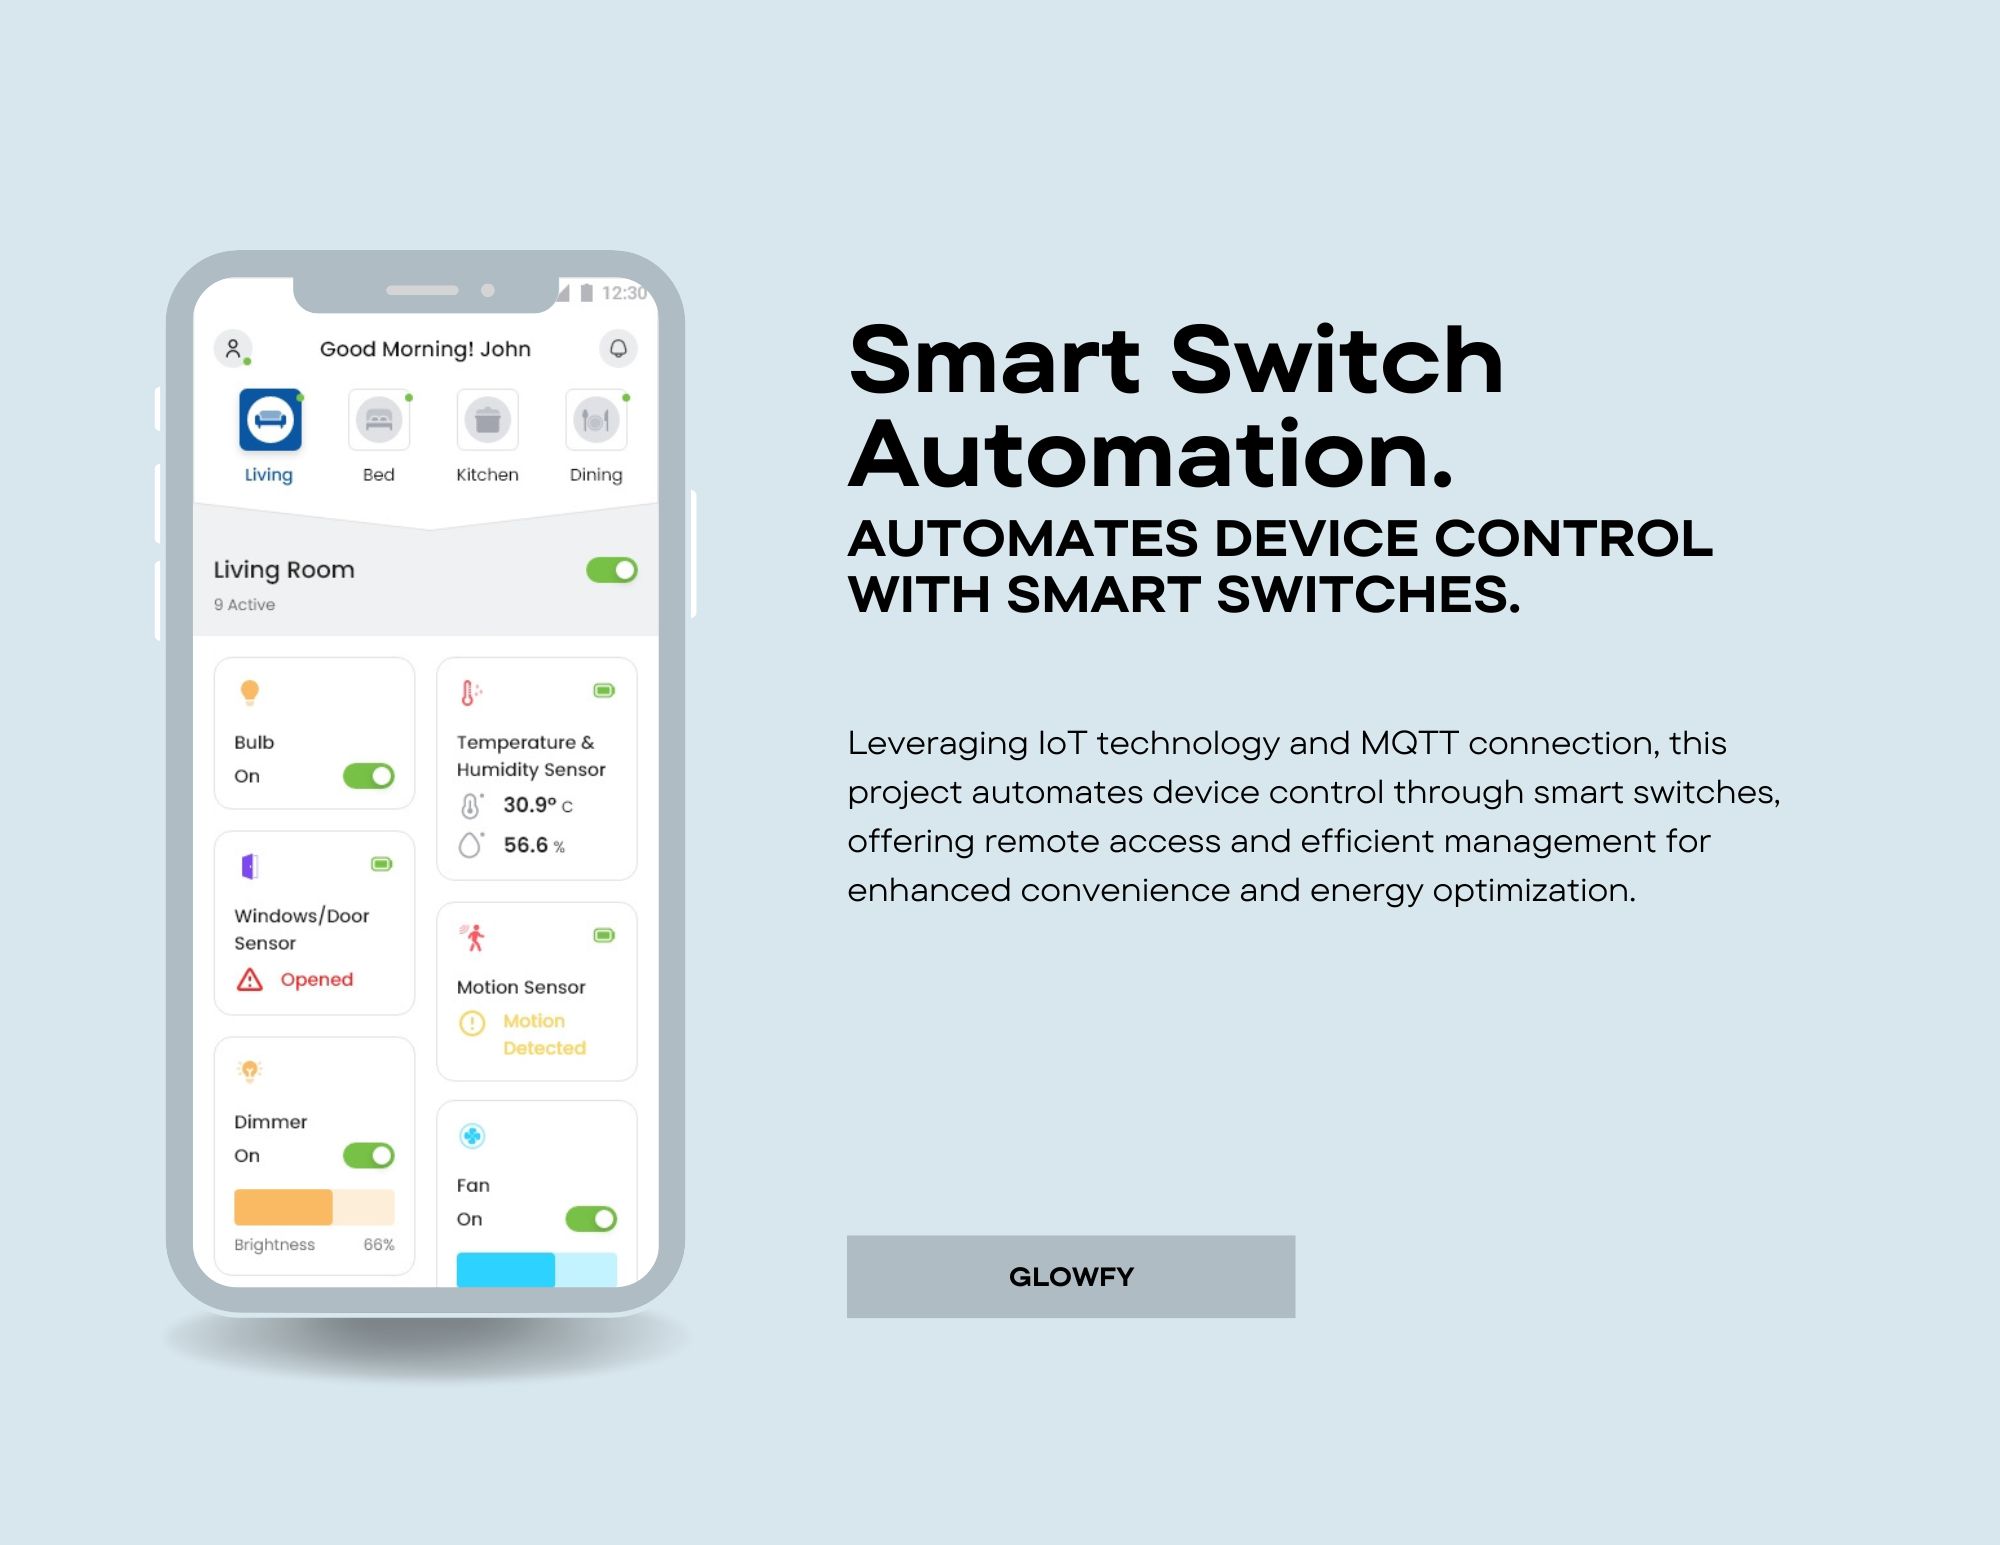 12:30
Good Morning! John
Living
Bed
Kitchen
Dining
Living Room
9 Active
Bulb
On
Temperature &
Humidity Sensor
30.9° C
56.6 %
Windows/Door
Sensor
Opened
Motion Sensor
Motion
Detected
Dimmer
On
Brightness 66%
Fan
On
Smart Switch
Automation.
AUTOMATES DEVICE CONTROL
WITH SMART SWITCHES.
Leveraging IoT technology and MQTT connection, this
project automates device control through smart switches,
offering remote access and efficient management for
enhanced convenience and energy optimization.
GLOWFY